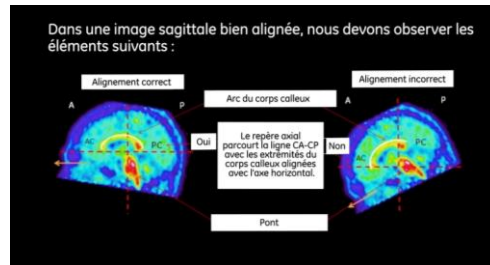 Dans une image sagittale bien alignée, nous devons observer les
éléments suivants :
Alignement correct
Alignement incorrect
A
P
Arc du corps calleux
A
P
AC
PC
Oui
Le repère axial
parcourt la ligne CA-CP
avec les extrémités du
corps calleux alignées
avec l'axe horizontal.
Non
AC
PC
Pont